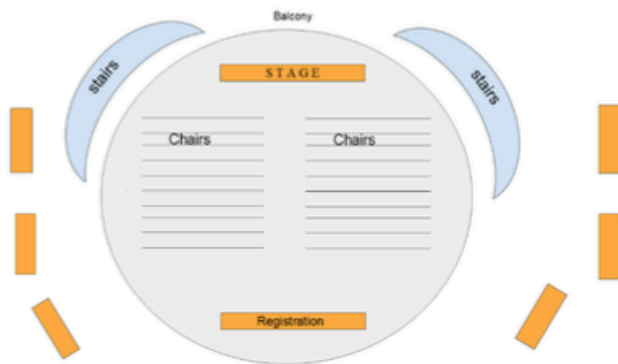 Balcony
stairs
STAGE
stairs
Chairs
Chairs
Registration